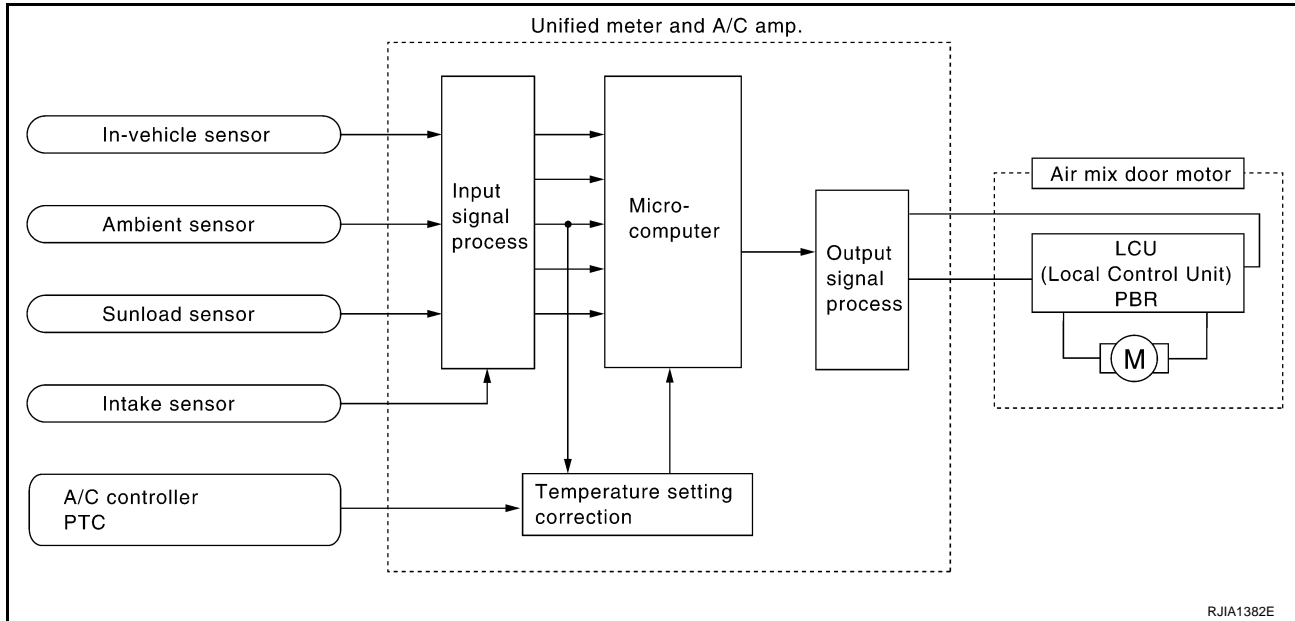 Unified meter and A/C amp.
In-vehicle sensor
Ambient sensor
Sunload sensor
Intake sensor
A/C controller
PTC
Input
signal
process
Micro-
computer
Temperature setting
correction
Output
signal
process
Air mix door motor
LCU
(Local Control Unit)
PBR
M
RJIA1382E